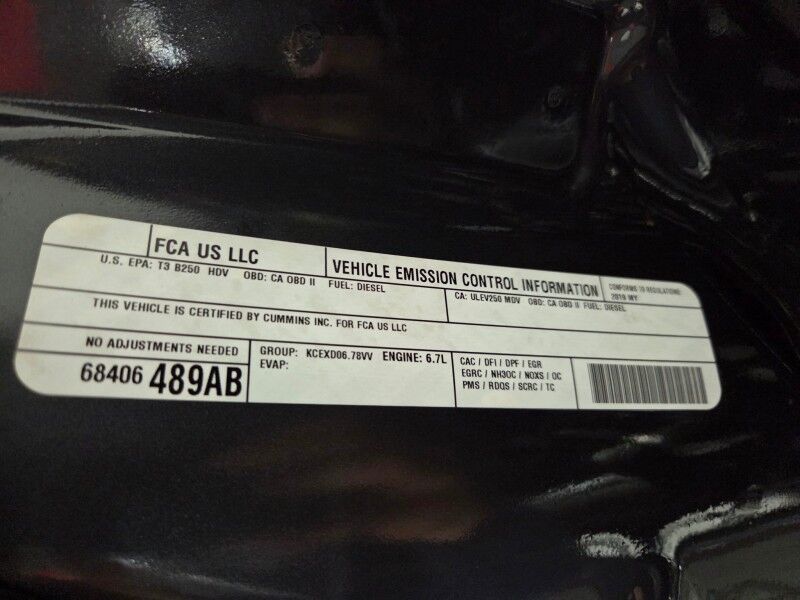 FCA US LLC
VEHICLE EMISSION CONTROL INFORMATION
CONFORMS TO REGULATIONS:
2019 MY
U.S. EPA: T3 B250 HDV OBD: CA OBD II FUEL: DIESEL
CA: ULEV250 MDV OBD: CA OBD II FUEL: DIESEL
THIS VEHICLE IS CERTIFIED BY CUMMINS INC. FOR FCA US LLC
NO ADJUSTMENTS NEEDED
68406 489AB
GROUP: KCEXD06.78VV ENGINE: 6.7L
EVAP:
CAC / DFI / DPF / EGR
EGRC / NH3OC / NOXS / OC
PMS / RDQS / SCRC / TC